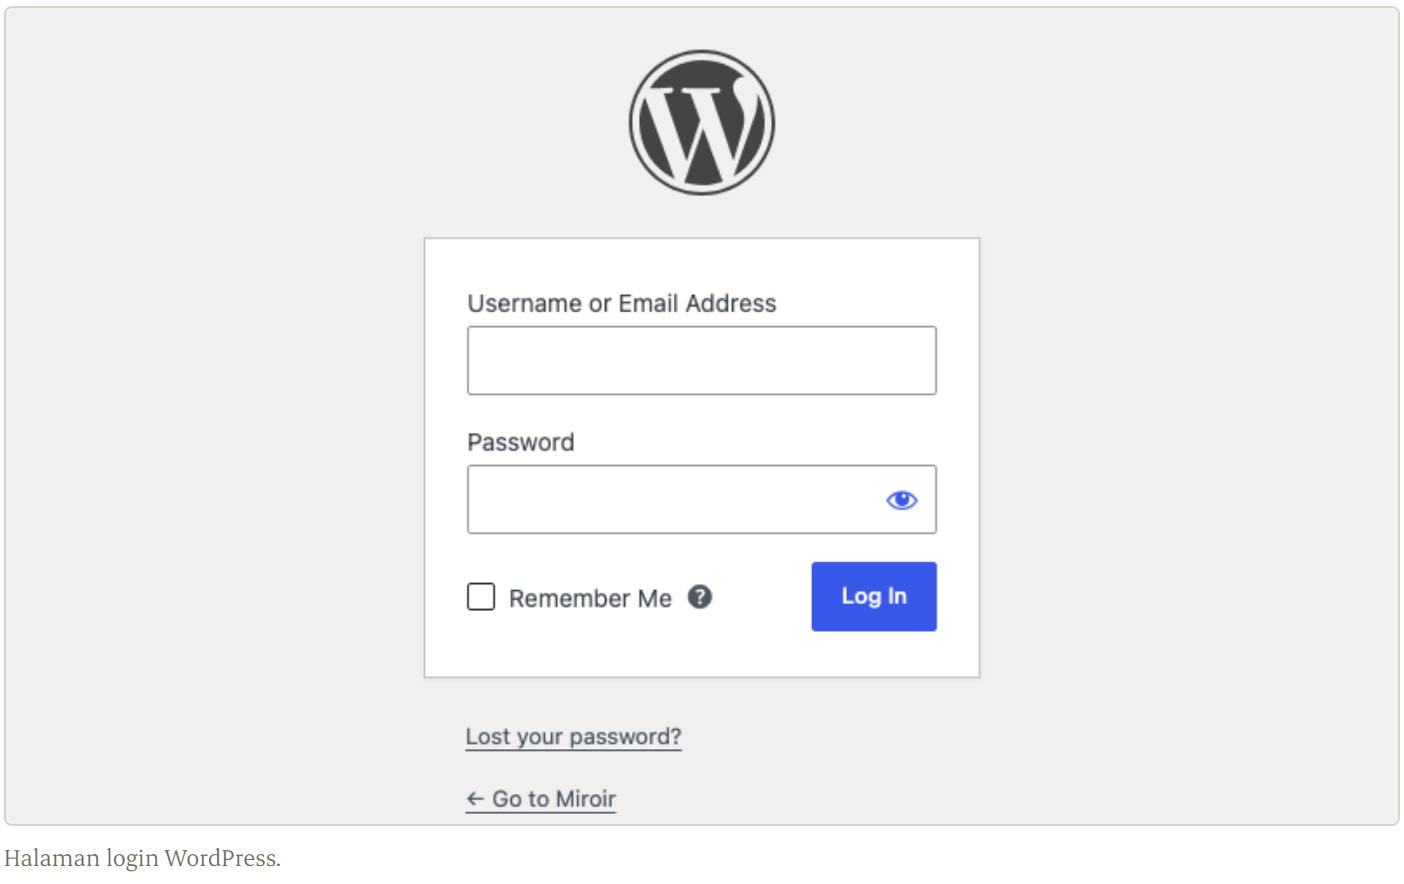 Username or Email Address
Password
Remember Me ?
Log In
Lost your password?
← Go to Miroir
Halaman login WordPress.